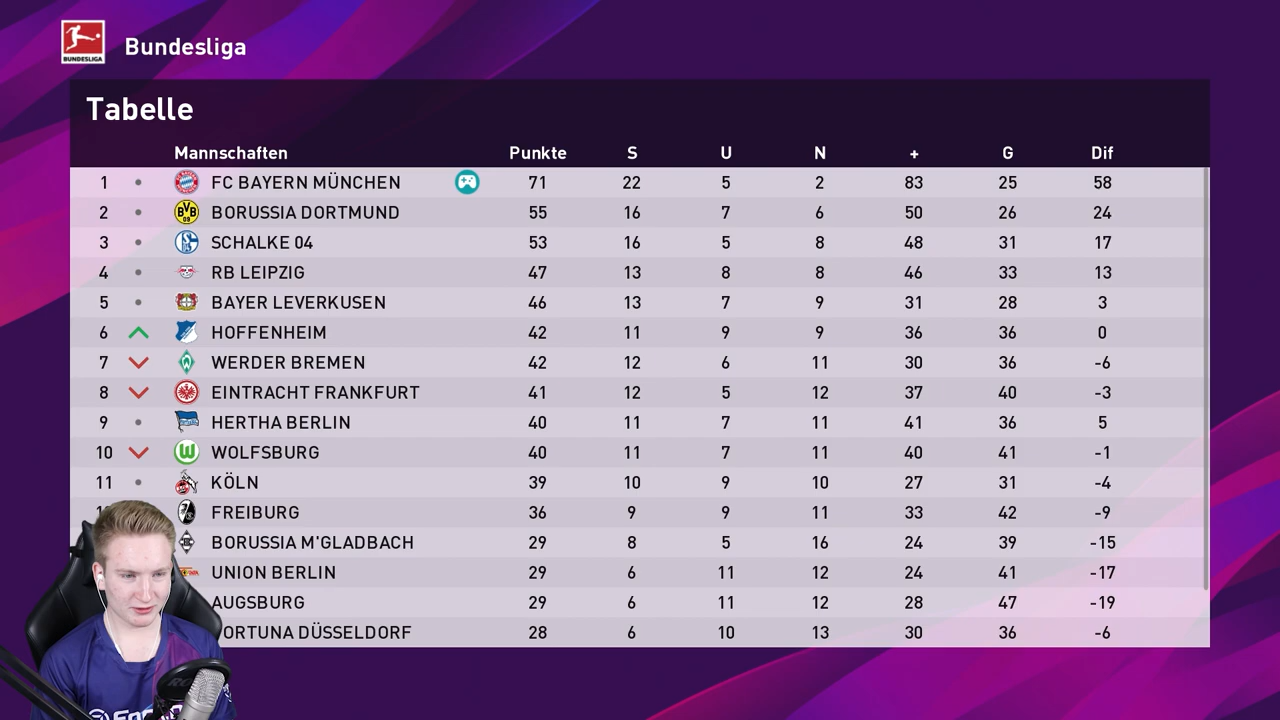 BUNDESLIGA
Bundesliga
Tabelle
Mannschaften Punkte S U N + G Dif
1 FC BAYERN MÜNCHEN 71 22 5 2 83 25 58
2 BVB 09 BORUSSIA DORTMUND 55 16 7 6 50 26 24
3 SCHALKE 04 53 16 5 8 48 31 17
4 RB LEIPZIG 47 13 8 8 46 33 13
5 BAYER LEVERKUSEN 46 13 7 9 31 28 3
6 HOFFENHEIM 42 11 9 9 36 36 0
7 WERDER BREMEN 42 12 6 11 30 36 -6
8 EINTRACHT FRANKFURT 41 12 5 12 37 40 -3
9 HERTHA BERLIN 40 11 7 11 41 36 5
10 WOLFSBURG 40 11 7 11 40 41 -1
11 KÖLN 39 10 9 10 27 31 -4
FREIBURG 36 9 9 11 33 42 -9
BORUSSIA M'GLADBACH 29 8 5 16 24 39 -15
UNION BERLIN 29 6 11 12 24 41 -17
AUGSBURG 29 6 11 12 28 47 -19
ORTUNA DÜSSELDORF 28 6 10 13 30 36 -6